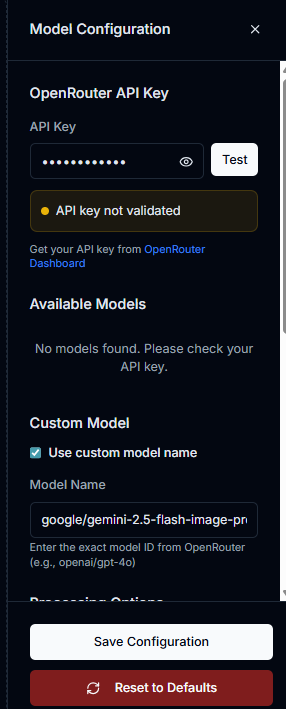 Model Configuration
OpenRouter API Key
API Key
••••••••••••
Test
API key not validated
Get your API key from OpenRouter
Dashboard
Available Models
No models found. Please check your
API key.
Custom Model
Use custom model name
Model Name
google/gemini-2.5-flash-image-pr
Enter the exact model ID from OpenRouter
(e.g., openai/gpt-4o)
Processing Options
Save Configuration
Reset to Defaults